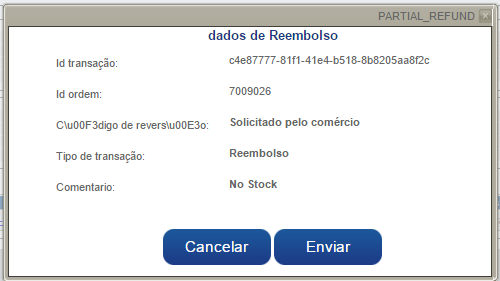 PARTIAL_REFUND
dados de Reembolso
Id transação: c4e87777-81f1-41e4-b518-8b8205aa8f2c
Id ordem: 7009026
C\u00F3digo de revers\u00E3o: Solicitado pelo comércio
Tipo de transação: Reembolso
Comentario: No Stock
Cancelar Enviar